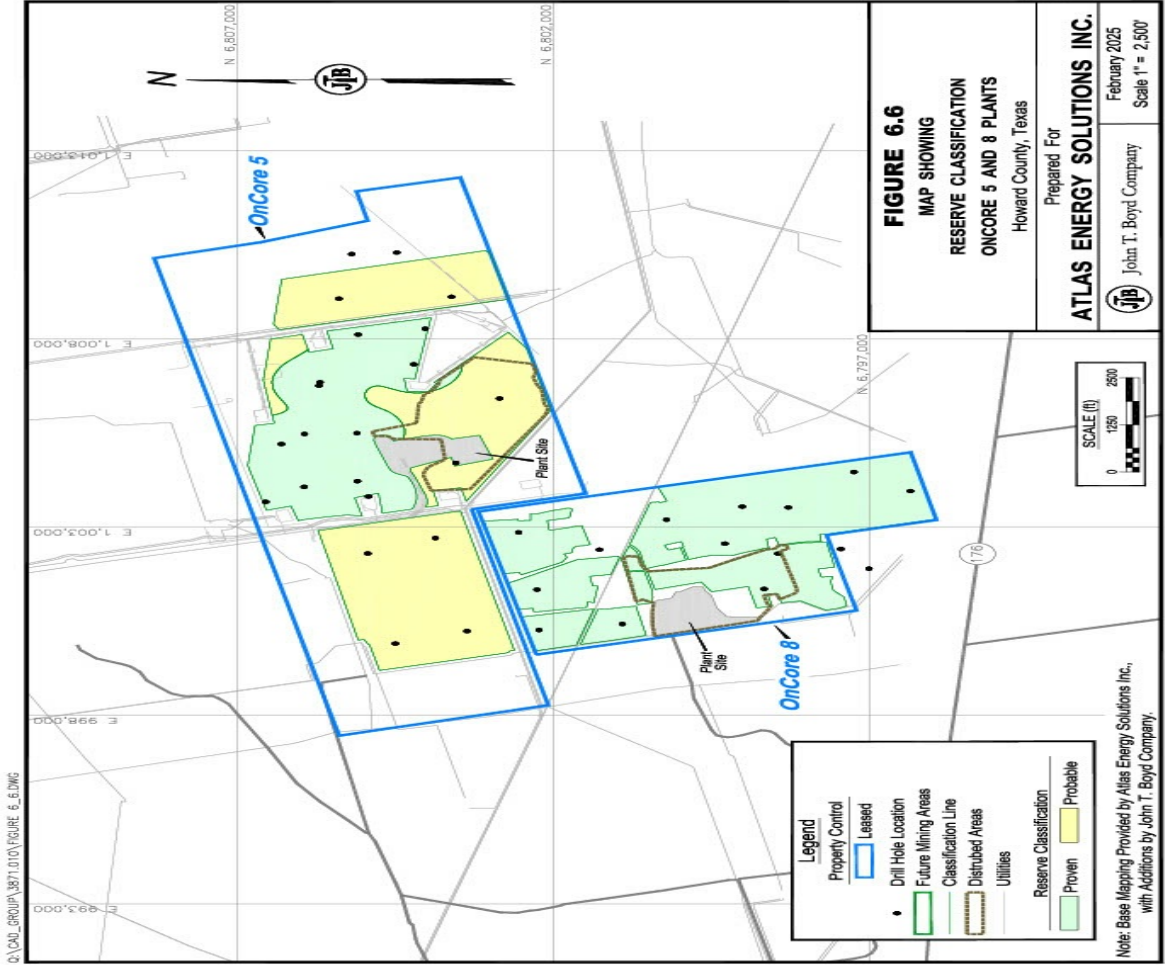 Q:\CAD_GROUP\3871.010\FIGURE 6_6.DWG
N 6,807,000
N 6,802,000
N 6,797,000
E 993,000
E 998,000
E 1,003,000
E 1,008,000
E 1,013,000
N
JTB
OnCore 5
Plant Site
OnCore 8
Plant
Site
176
Legend
Property Control
Leased
Drill Hole Location
Future Mining Areas
Classification Line
Distrubed Areas
Utilities
Reserve Classification
Proven
Probable
Note: Base Mapping Provided by Atlas Energy Solutions Inc.,
with Additions by John T. Boyd Company.
SCALE (ft)
0 1250 2500
FIGURE 6.6
MAP SHOWING
RESERVE CLASSIFICATION
ONCORE 5 AND 8 PLANTS
Howard County, Texas
Prepared For
ATLAS ENERGY SOLUTIONS INC.
JTB John T. Boyd Company
February 2025
Scale 1" = 2,500'